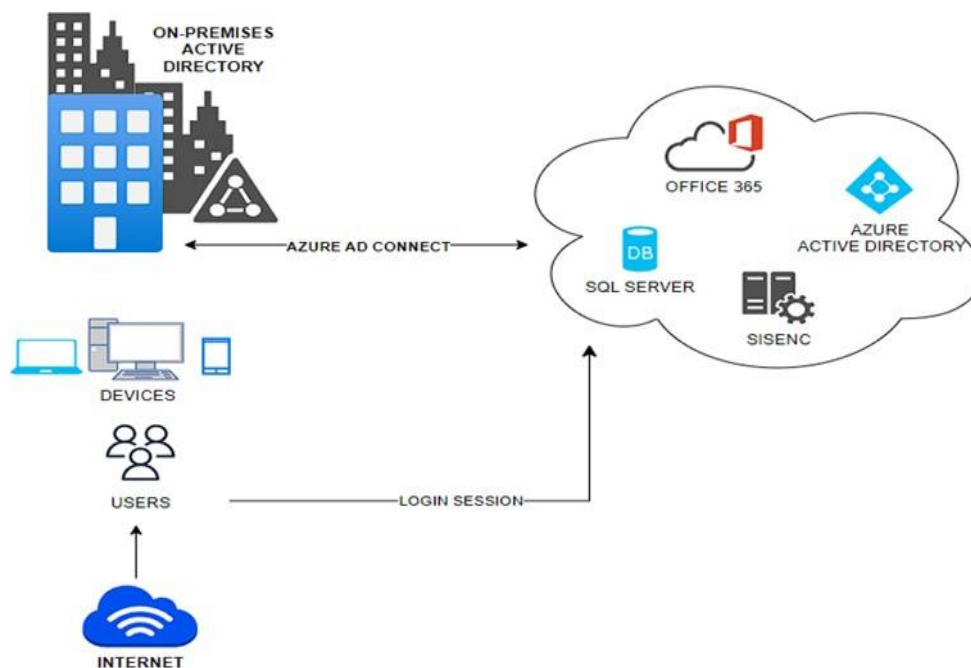 ON-PREMISES
ACTIVE
DIRECTORY
OFFICE 365
AZURE
ACTIVE DIRECTORY
AZURE AD CONNECT
DB
SQL SERVER
SISENC
DEVICES
USERS
LOGIN SESSION
INTERNET